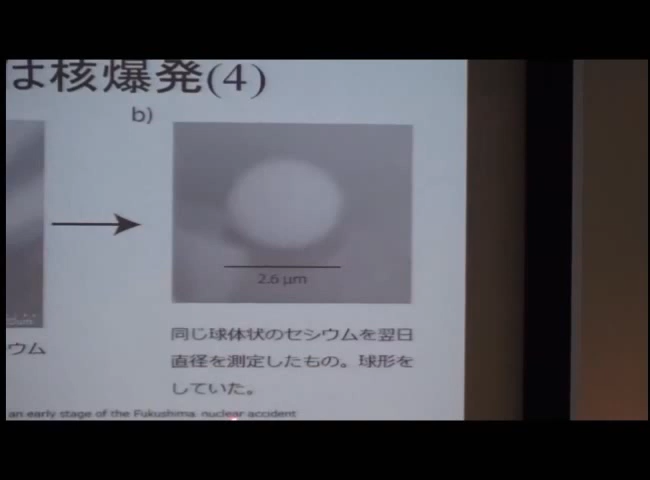 は核爆発(4)
b)
2.6 μm
同じ球体状のセシウムを翌日
直径を測定したもの。球形を
していた。
ウム
an early stage of the Fukushima nuclear accident